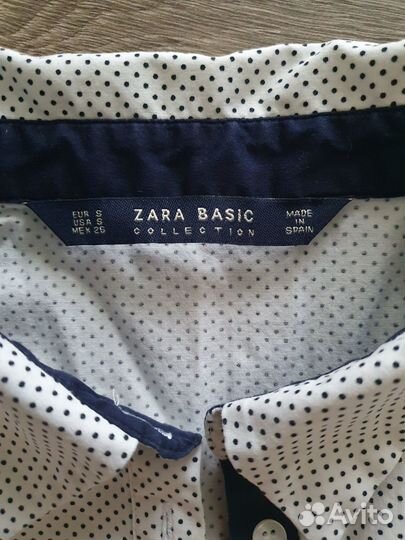 EUR S
USA S
MEX 26
ZARA BASIC
COLLECTION
MADE
IN
SPAIN
Avito